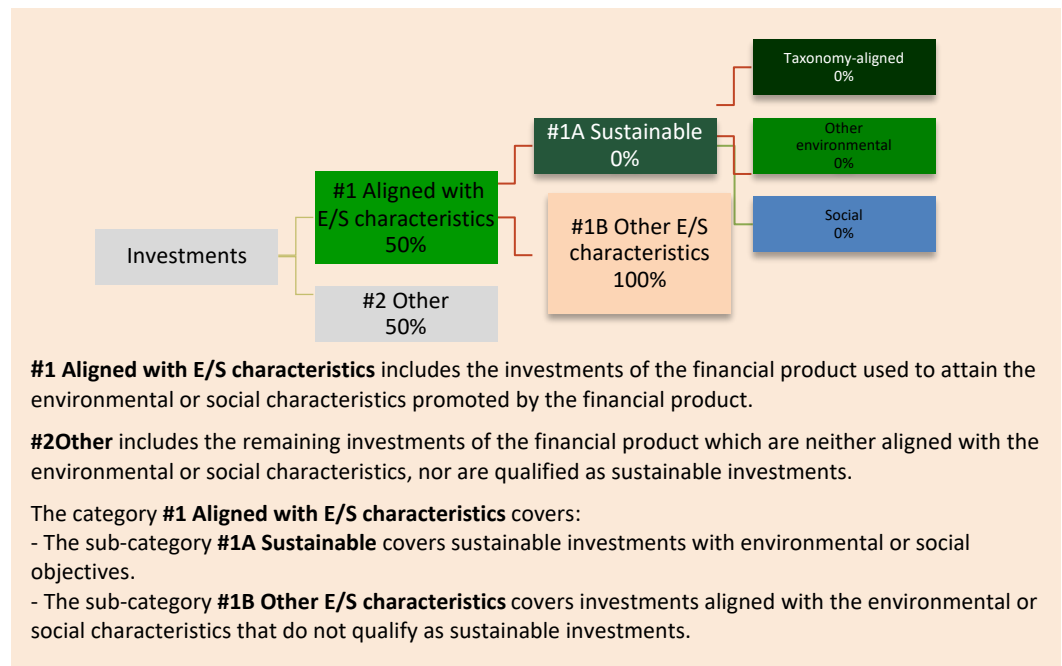 Taxonomy-aligned
0%
#1A Sustainable
0%
Other
environmental
0%
#1 Aligned with
E/S characteristics
50%
#1B Other E/S
characteristics
100%
Social
0%
Investments
#2 Other
50%
#1 Aligned with E/S characteristics includes the investments of the financial product used to attain the
environmental or social characteristics promoted by the financial product.
#2Other includes the remaining investments of the financial product which are neither aligned with the
environmental or social characteristics, nor are qualified as sustainable investments.
The category #1 Aligned with E/S characteristics covers:
- The sub-category #1A Sustainable covers sustainable investments with environmental or social
objectives.
- The sub-category #1B Other E/S characteristics covers investments aligned with the environmental or
social characteristics that do not qualify as sustainable investments.